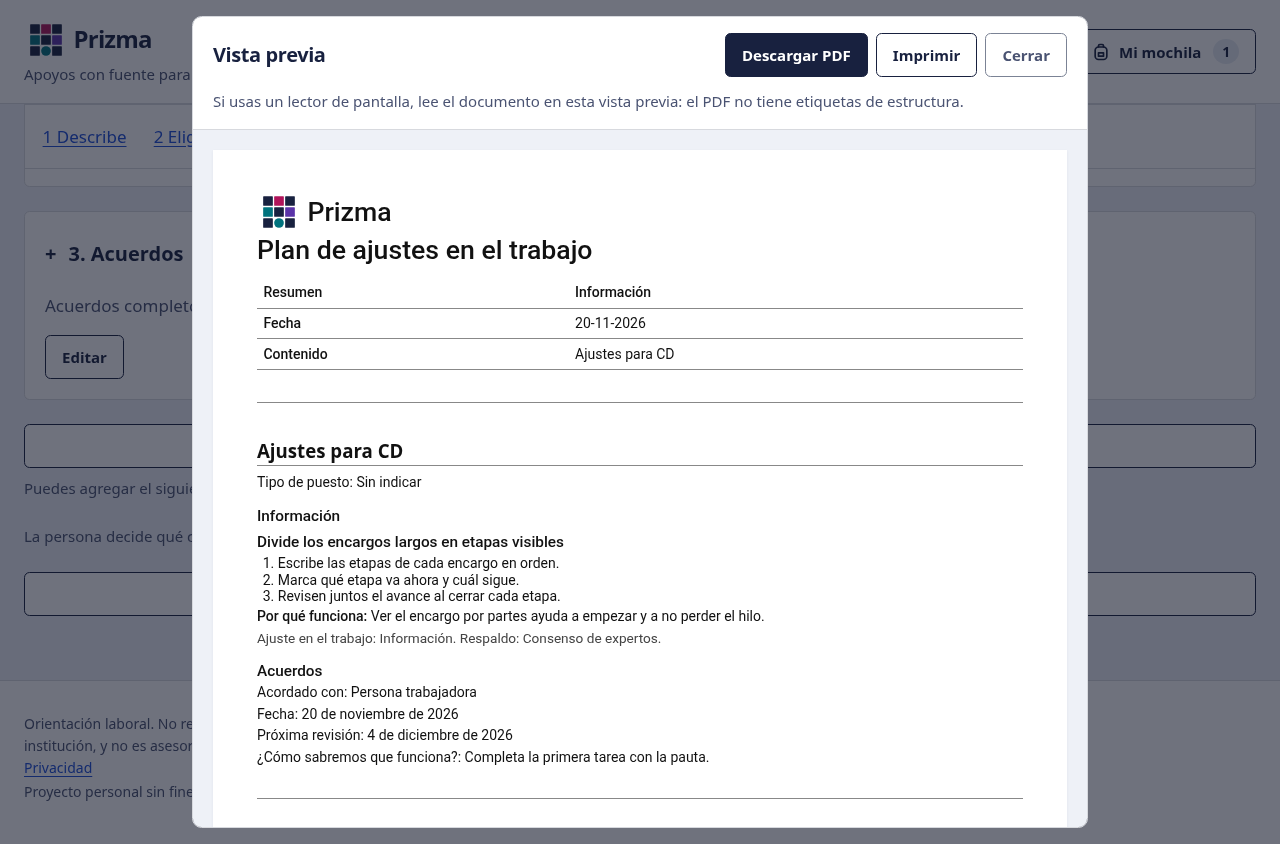 Prizma
Apoyos con fuente para
Mi mochila 1
1 Describe 2 Elig
+ 3. Acuerdos
Acuerdos complet
Editar
Puedes agregar el siguie
La persona decide qué
Orientación laboral. No re
institución, y no es aseso
Privacidad
Proyecto personal sin fine
Vista previa
Descargar PDF
Imprimir
Cerrar
Si usas un lector de pantalla, lee el documento en esta vista previa: el PDF no tiene etiquetas de estructura.
Prizma
Plan de ajustes en el trabajo
Resumen Información
Fecha 20-11-2026
Contenido Ajustes para CD
Ajustes para CD
Tipo de puesto: Sin indicar
Información
Divide los encargos largos en etapas visibles
1. Escribe las etapas de cada encargo en orden.
2. Marca qué etapa va ahora y cuál sigue.
3. Revisen juntos el avance al cerrar cada etapa.
Por qué funciona: Ver el encargo por partes ayuda a empezar y a no perder el hilo.
Ajuste en el trabajo: Información. Respaldo: Consenso de expertos.
Acuerdos
Acordado con: Persona trabajadora
Fecha: 20 de noviembre de 2026
Próxima revisión: 4 de diciembre de 2026
¿Cómo sabremos que funciona?: Completa la primera tarea con la pauta.